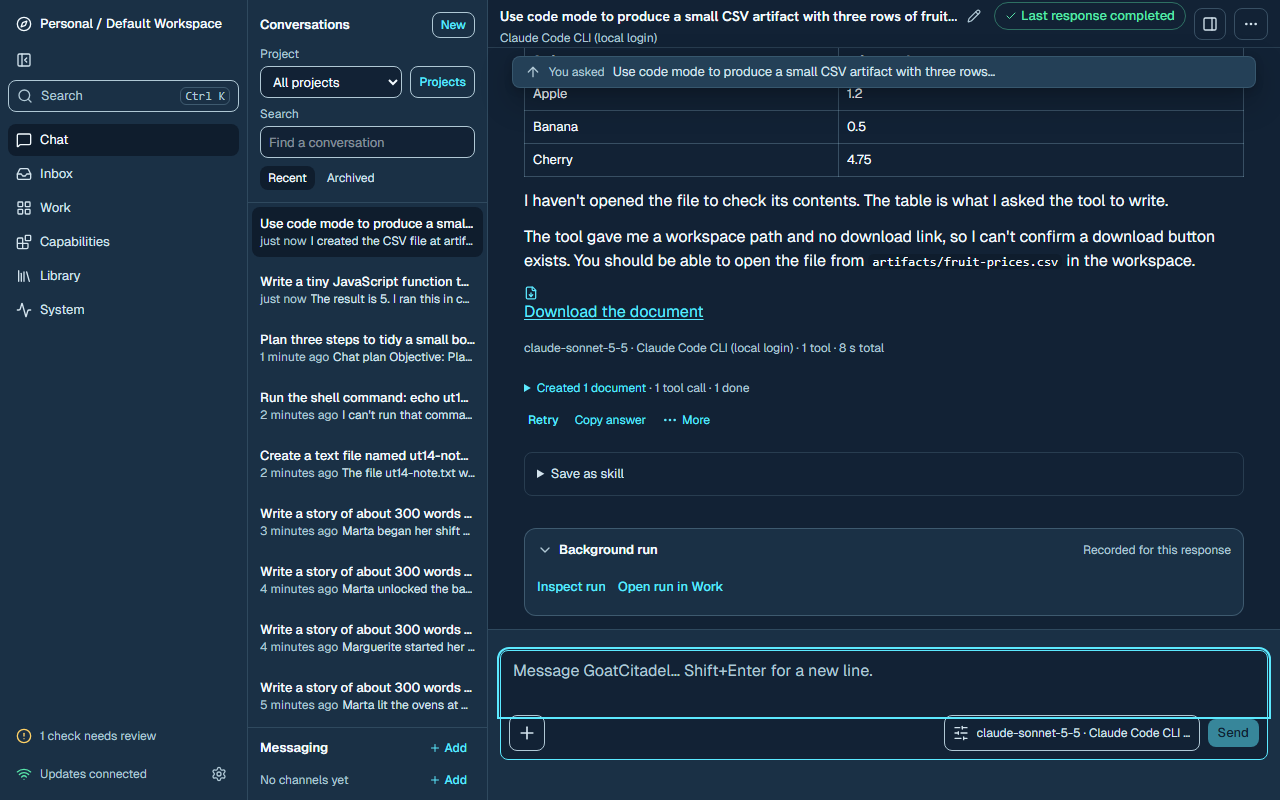 Personal / Default Workspace
Search
Ctrl K
Chat
Inbox
Work
Capabilities
Library
System
1 check needs review
Updates connected
Conversations
New
Project
All projects
Projects
Search
Find a conversation
Recent
Archived
Use code mode to produce a smal...
just now I created the CSV file at artif...
Write a tiny JavaScript function t...
just now The result is 5. I ran this in c...
Plan three steps to tidy a small bo...
1 minute ago Chat plan Objective: Pla...
Run the shell command: echo ut1...
2 minutes ago I can't run that comma...
Create a text file named ut14-not...
2 minutes ago The file ut14-note.txt w...
Write a story of about 300 words ...
3 minutes ago Marta began her shift ...
Write a story of about 300 words ...
4 minutes ago Marta unlocked the ba...
Write a story of about 300 words ...
4 minutes ago Marguerite started her ...
Write a story of about 300 words ...
5 minutes ago Marta lit the ovens at ...
Messaging
+ Add
No channels yet
+ Add
Use code mode to produce a small CSV artifact with three rows of fruit...
Last response completed
Claude Code CLI (local login)
You asked Use code mode to produce a small CSV artifact with three rows...
Apple 1.2
Banana 0.5
Cherry 4.75
I haven't opened the file to check its contents. The table is what I asked the tool to write.
The tool gave me a workspace path and no download link, so I can't confirm a download button
exists. You should be able to open the file from artifacts/fruit-prices.csv in the workspace.
Download the document
claude-sonnet-5-5 · Claude Code CLI (local login) · 1 tool · 8 s total
Created 1 document · 1 tool call · 1 done
Retry
Copy answer
... More
Save as skill
Background run
Recorded for this response
Inspect run
Open run in Work
Message GoatCitadel... Shift+Enter for a new line.
claude-sonnet-5-5 · Claude Code CLI ...
Send